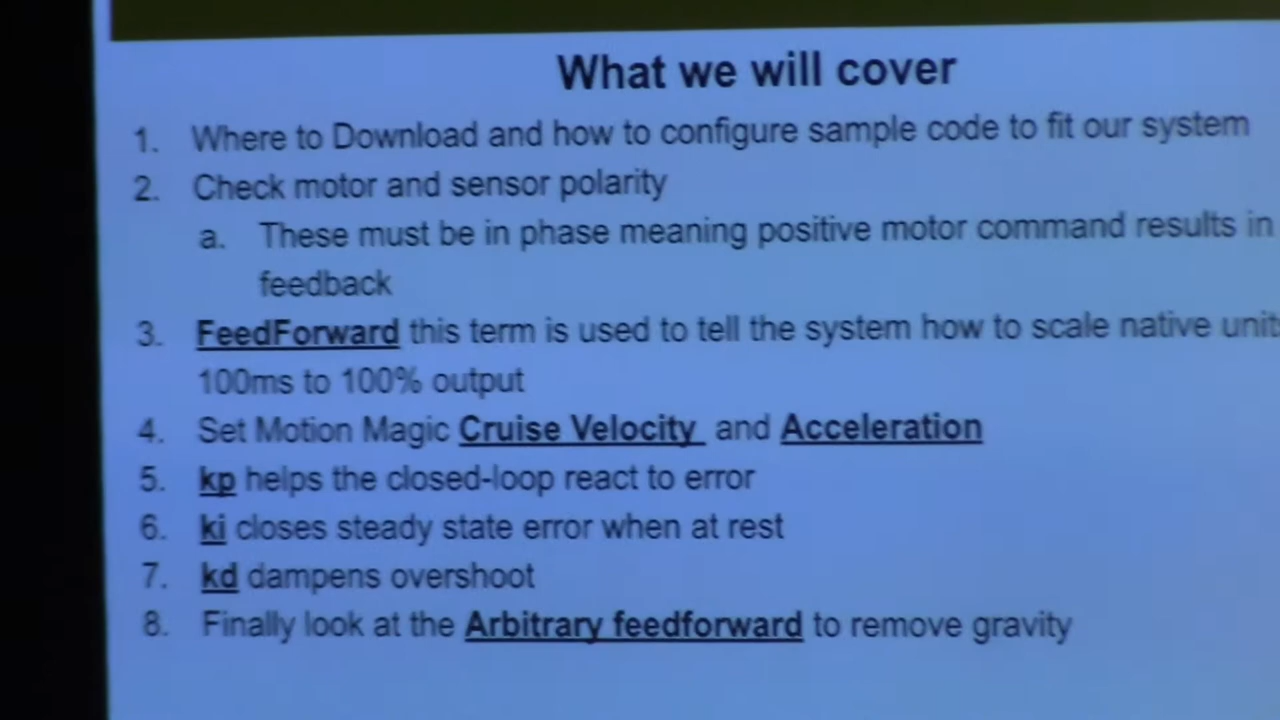 What we will cover
1. Where to Download and how to configure sample code to fit our system
2. Check motor and sensor polarity
a. These must be in phase meaning positive motor command results in
feedback
3. FeedForward this term is used to tell the system how to scale native
100ms to 100% output
4. Set Motion Magic Cruise Velocity and Acceleration
5. kp helps the closed-loop react to error
6. ki closes steady state error when at rest
7. kd dampens overshoot
8. Finally look at the Arbitrary feedforward to remove gravity